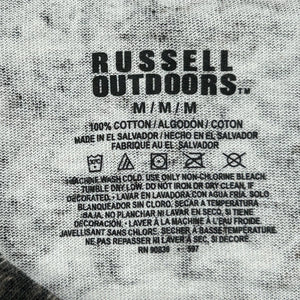 RUSSELL
OUTDOORS™
M / M / M
100% COTTON / ALGODÓN / COTON
MADE IN EL SALVADOR / HECHO EN EL SALVADOR
FABRIQUÉ AU EL SALVADOR
MACHINE WASH COLD. USE ONLY NON-CHLORINE BLEACH.
TUMBLE DRY LOW. DO NOT IRON OR DRY CLEAN, IF
DECORATED. • LAVAR EN LAVADORA CON AGUA FRÍA. SOLO
BLANQUEADOR SIN CLORO. SECAR A TEMPERATURA
BAJA. NO PLANCHAR NI LAVAR EN SECO, SI TIENE
DECORACIÓN. • LAVER À LA MACHINE À L'EAU FROIDE.
JAVELLISANT SANS CHLORE. SÉCHER À BASSE TEMPÉRATURE.
NE PAS REPASSER NI LAVER À SEC, SI DÉCORÉ.
RN 90836 • 597